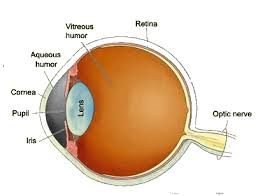 Retina
Vitreous
humor
Aqueous
humor
Cornea
Pupil
Iris
Lens
Optic nerve